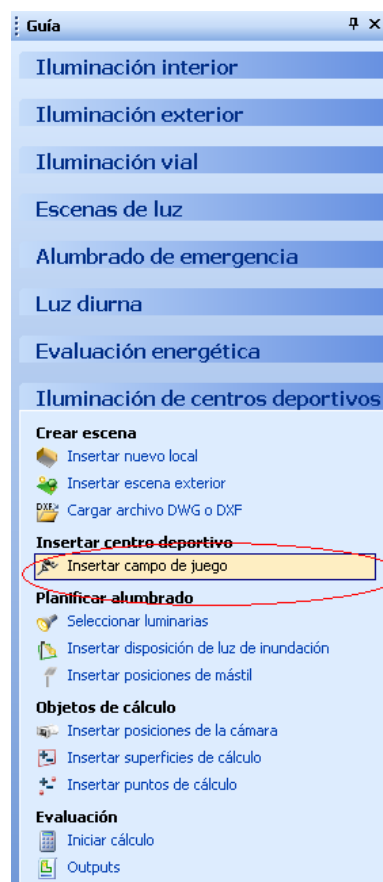 Guía
Iluminación interior
Iluminación exterior
Iluminación vial
Escenas de luz
Alumbrado de emergencia
Luz diurna
Evaluación energética
Iluminación de centros deportivos
Crear escena
Insertar nuevo local
Insertar escena exterior
Cargar archivo DWG o DXF
Insertar centro deportivo
Insertar campo de juego
Planificar alumbrado
Seleccionar luminarias
Insertar disposición de luz de inundación
Insertar posiciones de mástil
Objetos de cálculo
Insertar posiciones de la cámara
Insertar superficies de cálculo
Insertar puntos de cálculo
Evaluación
Iniciar cálculo
Outputs